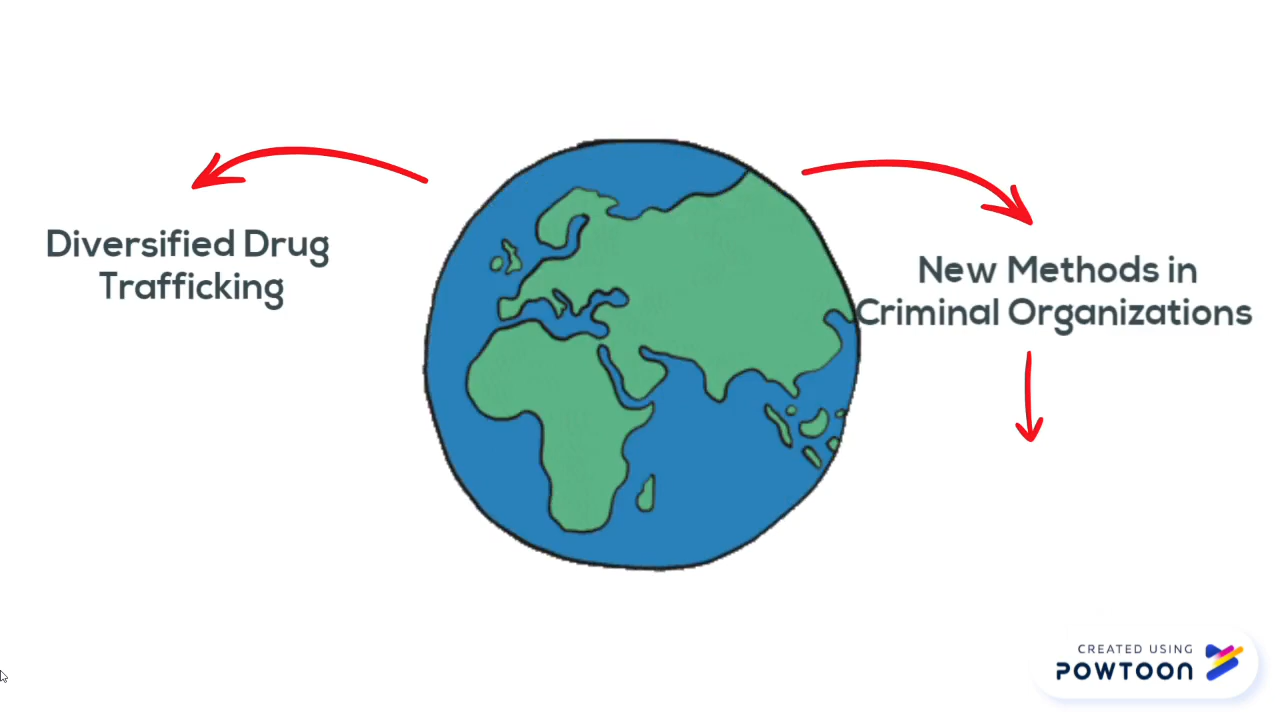 Diversified Drug
Trafficking
New Methods in
Criminal Organizations
CREATED USING
POWTOON